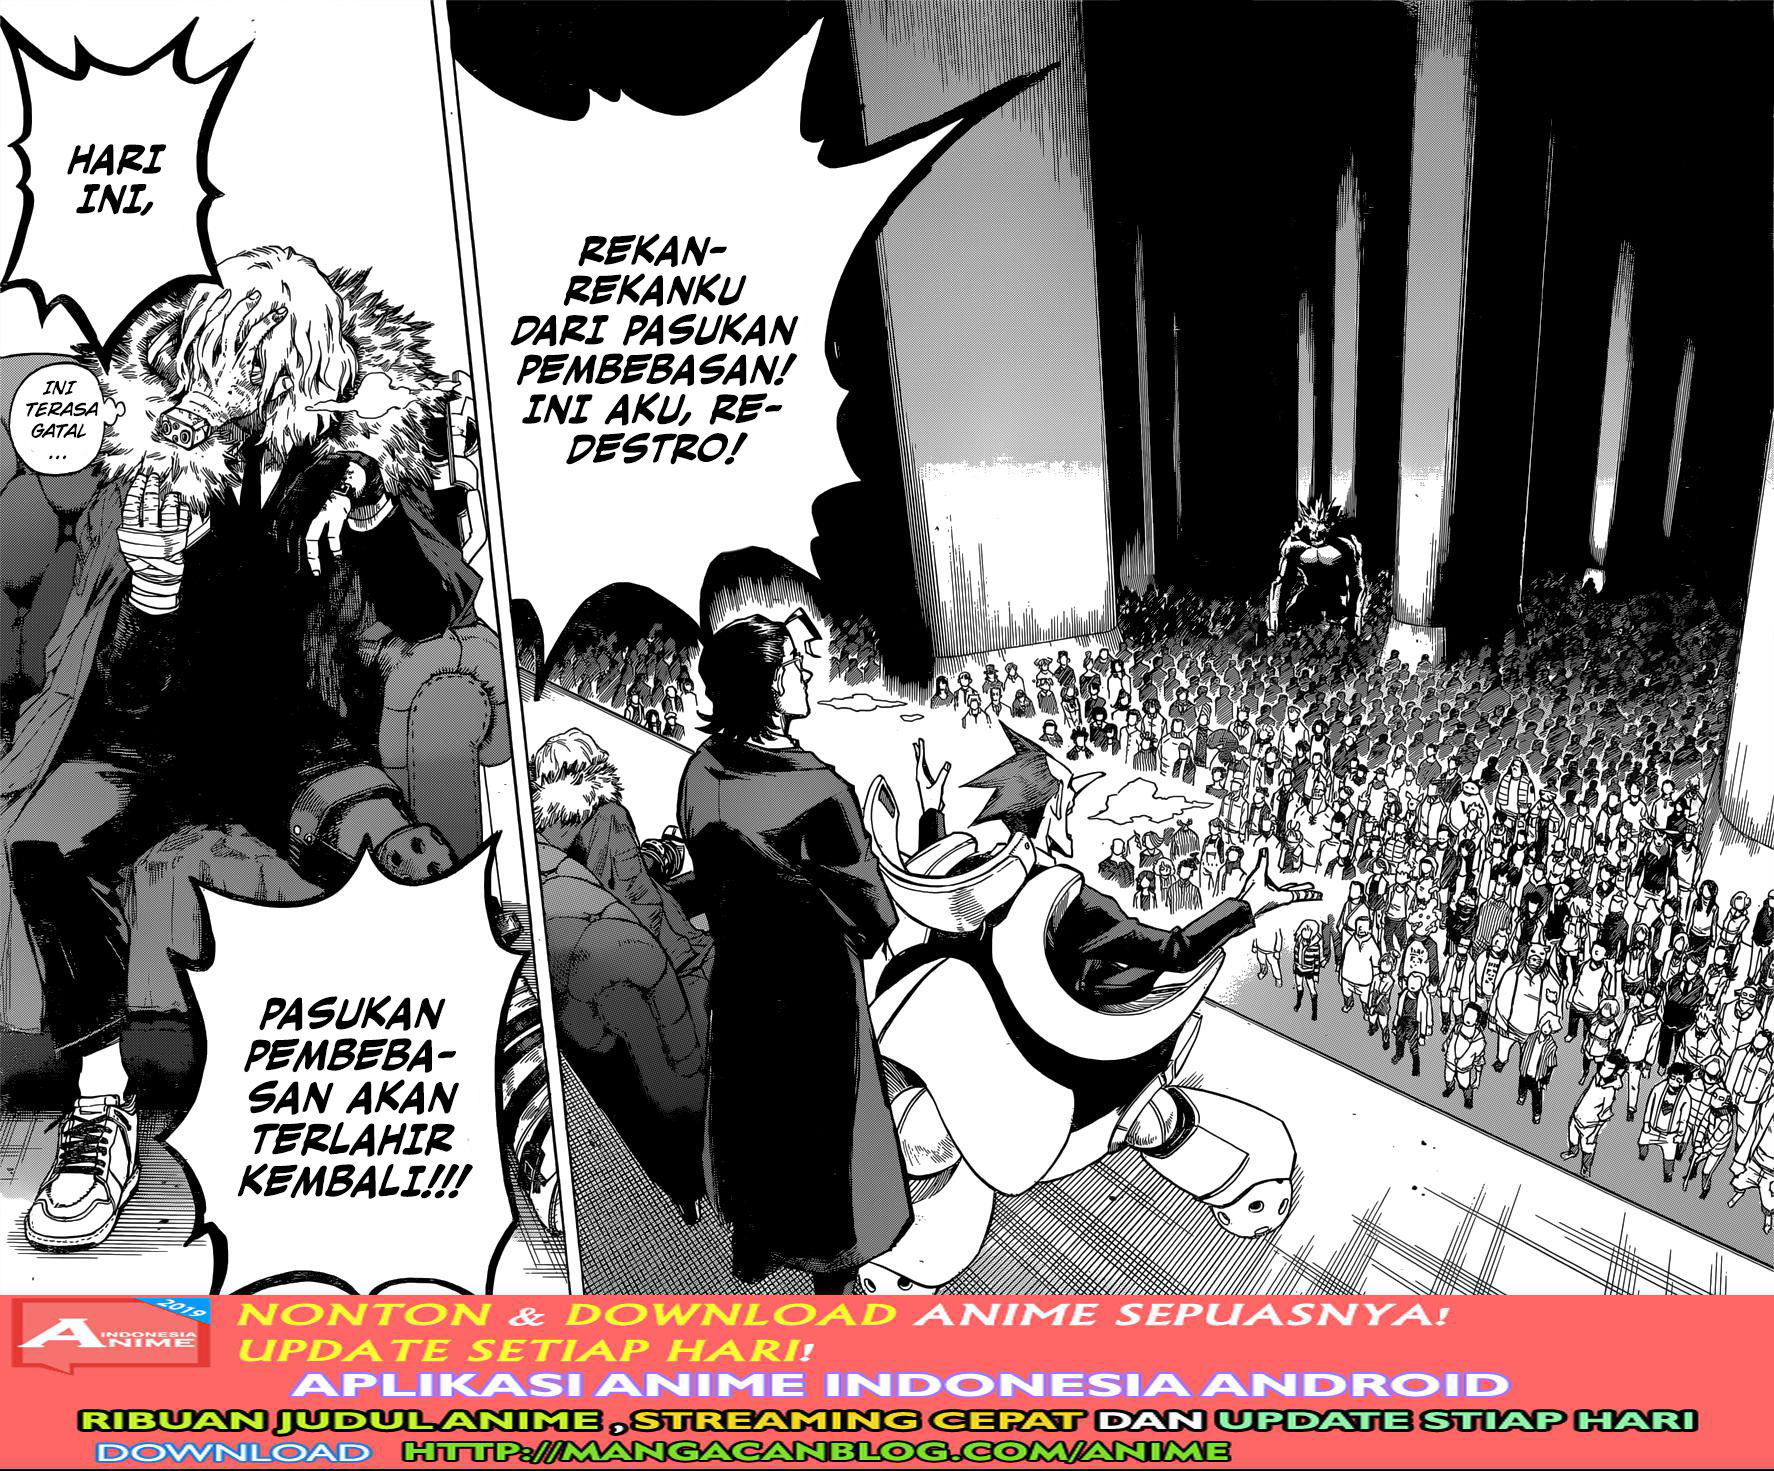 REKAN-
REKANKU
DARI PASUKAN
PEMBEBASAN!
INI AKU, RE-
DESTRO!
HARI
INI,
INI
TERASA
GATAL
...
PASUKAN
PEMBEBA-
SAN AKAN
TERLAHIR
KEMBALI!!!
2019
INDONESIA
ANIME
NONTON & DOWNLOAD ANIME SEPUASNYA!
UPDATE SETIAP HARI!
APLIKASI ANIME INDONESIA ANDROID
RIBUAN JUDUL ANIME , STREAMING CEPAT DAN UPDATE STIAP HARI
DOWNLOAD HTTP://MANGACANBLOG.COM/ANIME